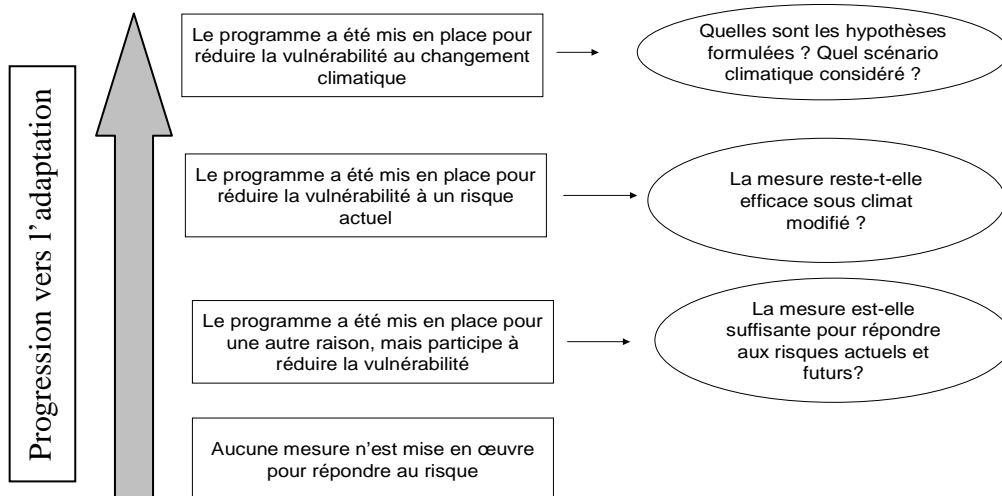 Progression vers l’adaptation
Le programme a été mis en place pour
réduire la vulnérabilité au changement
climatique
Quelles sont les hypothèses
formulées ? Quel scénario
climatique considéré ?
Le programme a été mis en place pour
réduire la vulnérabilité à un risque
actuel
La mesure reste-t-elle
efficace sous climat
modifié ?
Le programme a été mis en place pour
une autre raison, mais participe à
réduire la vulnérabilité
La mesure est-elle
suffisante pour répondre
aux risques actuels et
futurs?
Aucune mesure n’est mise en œuvre
pour répondre au risque